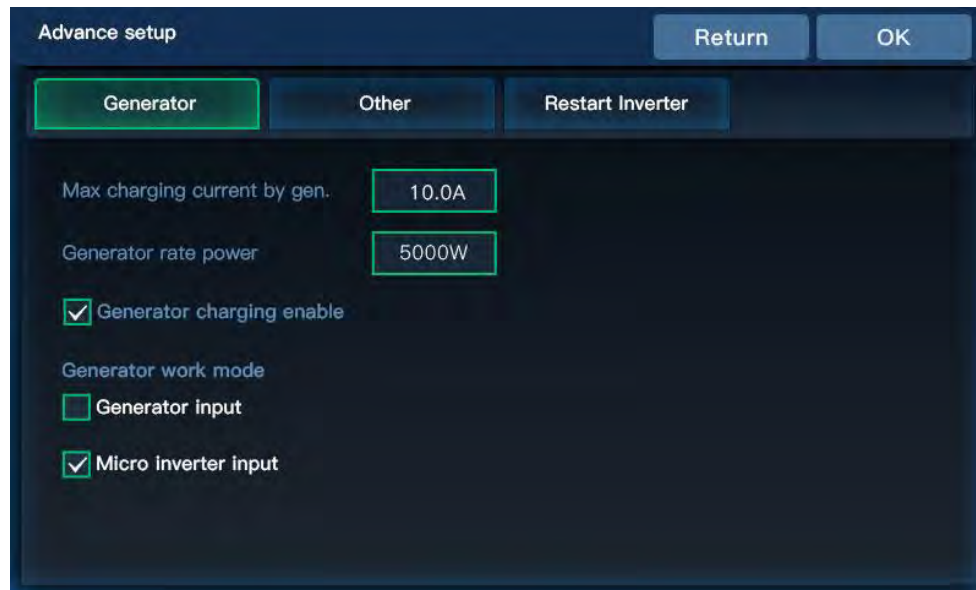 Advance setup
Return
OK
Generator
Other
Restart Inverter
Max charging current by gen.
10.0A
Generator rate power
5000W
Generator charging enable
Generator work mode
Generator input
Micro inverter input